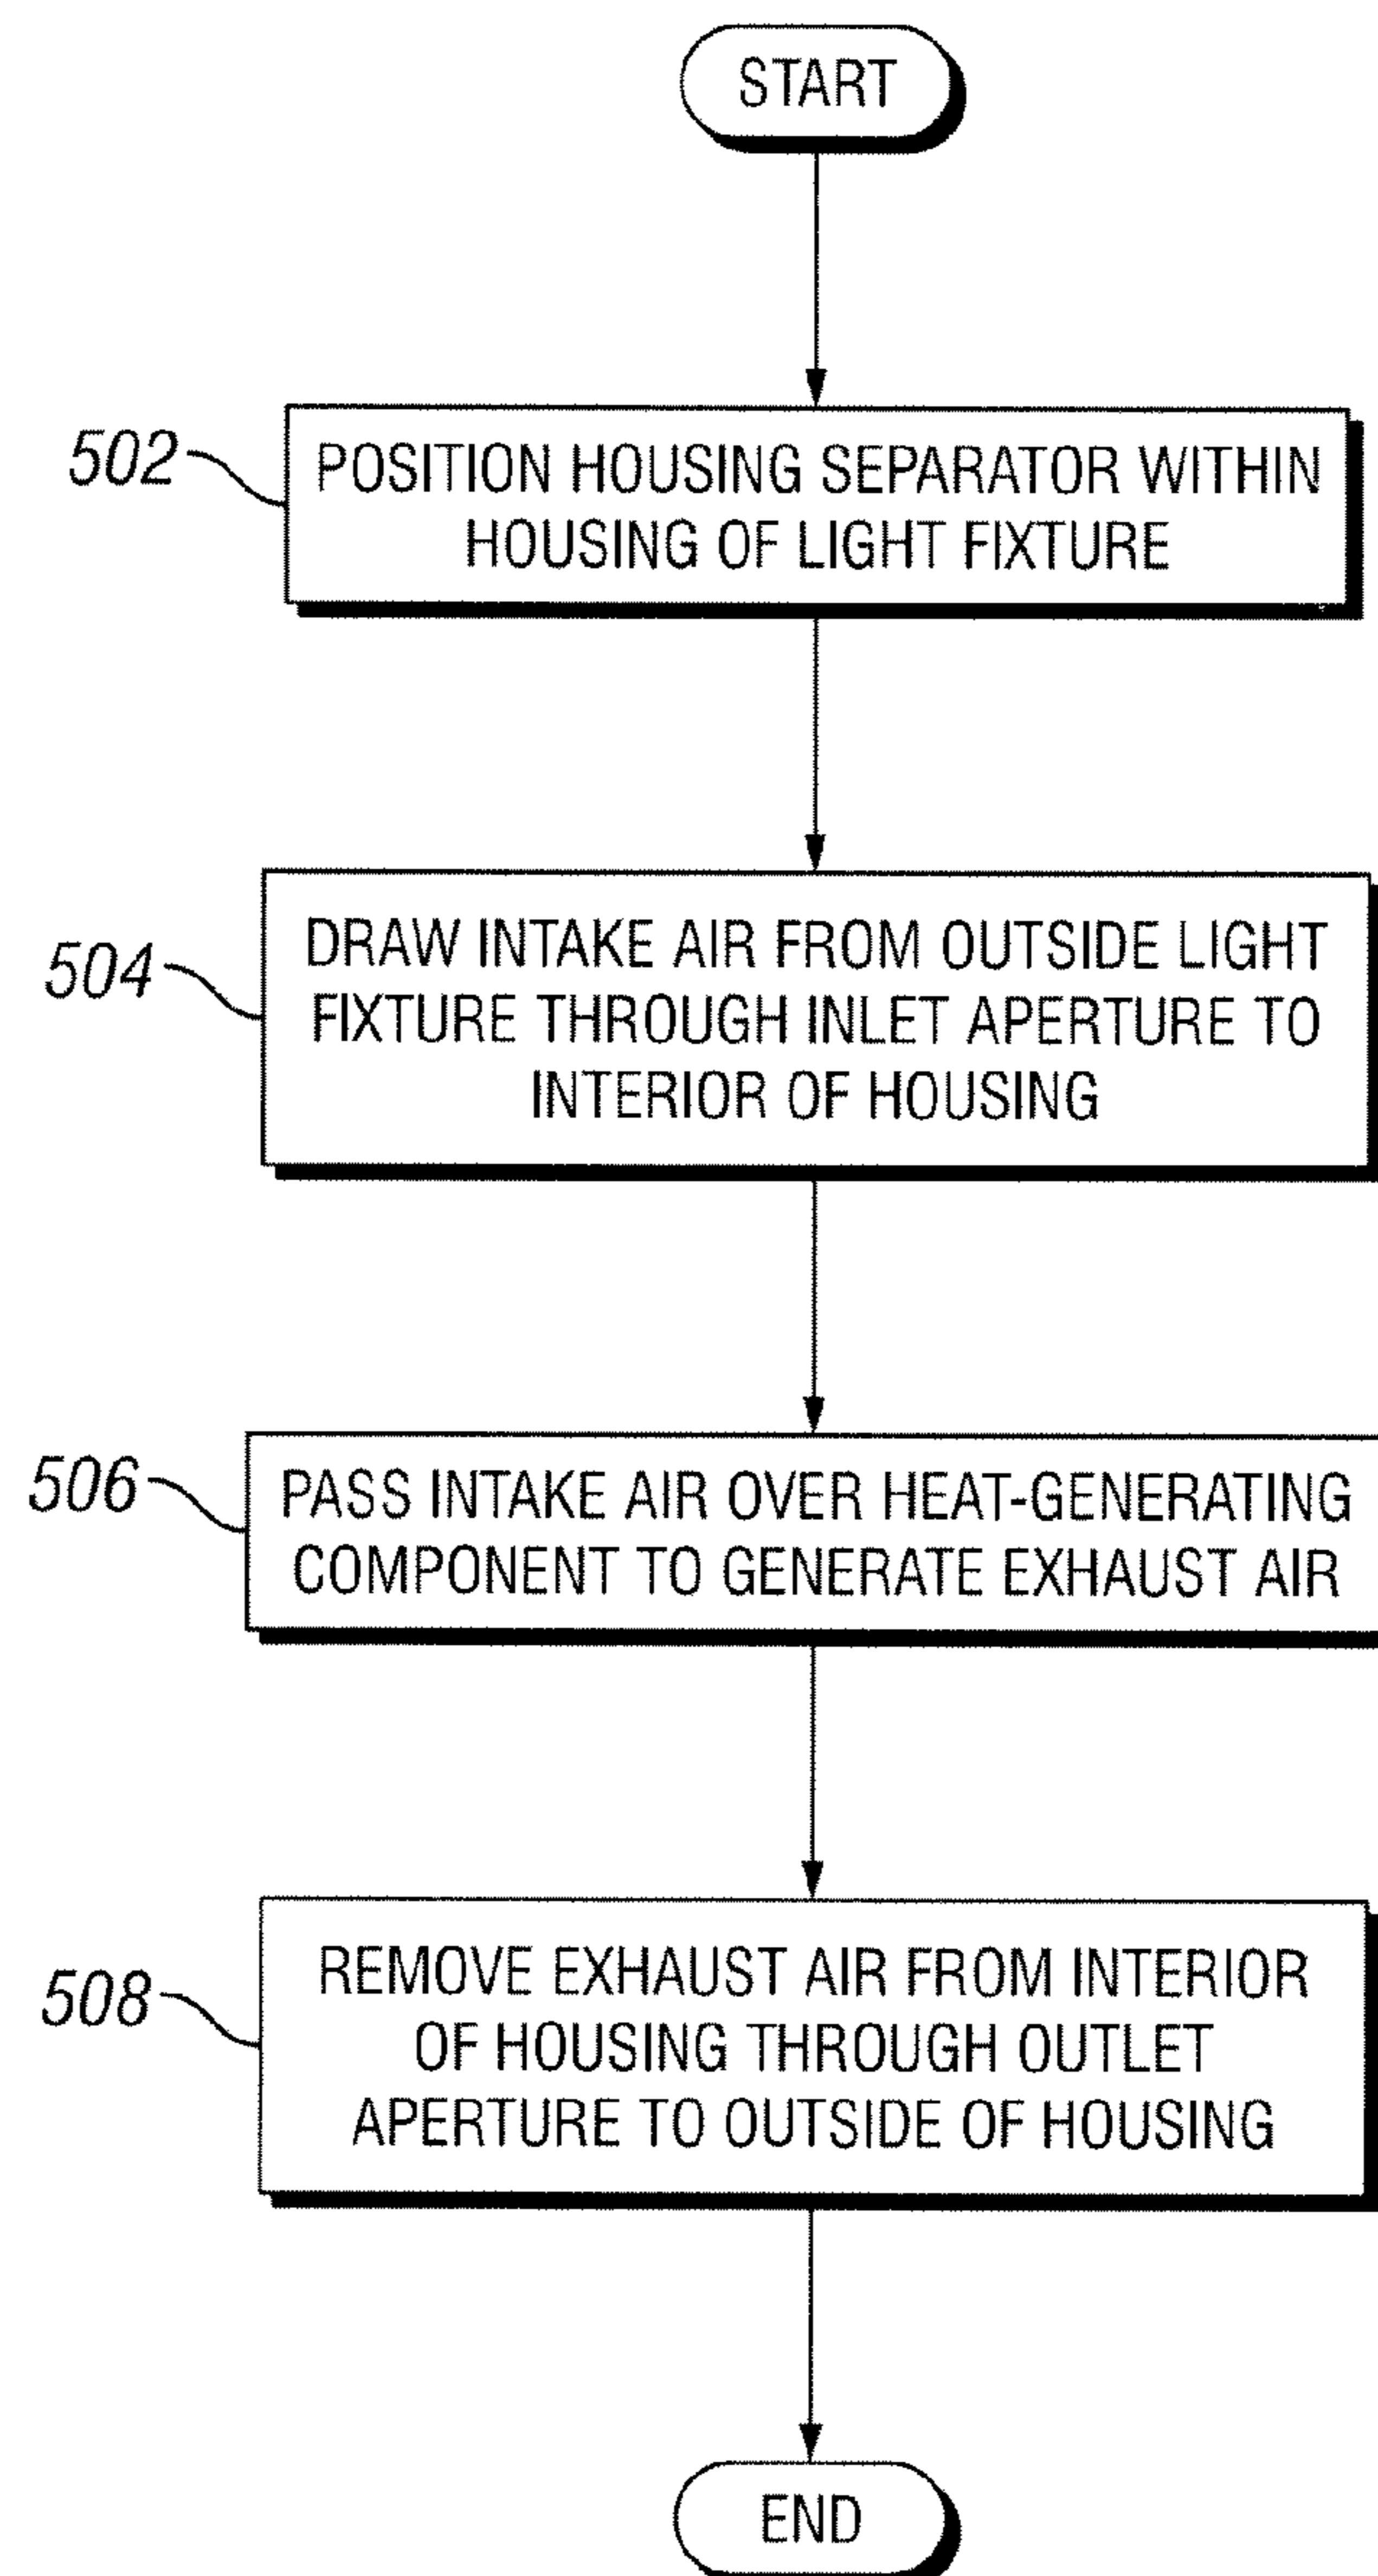 START
502
POSITION HOUSING SEPARATOR WITHIN
HOUSING OF LIGHT FIXTURE
504
DRAW INTAKE AIR FROM OUTSIDE LIGHT
FIXTURE THROUGH INLET APERTURE TO
INTERIOR OF HOUSING
506
PASS INTAKE AIR OVER HEAT-GENERATING
COMPONENT TO GENERATE EXHAUST AIR
508
REMOVE EXHAUST AIR FROM INTERIOR
OF HOUSING THROUGH OUTLET
APERTURE TO OUTSIDE OF HOUSING
END